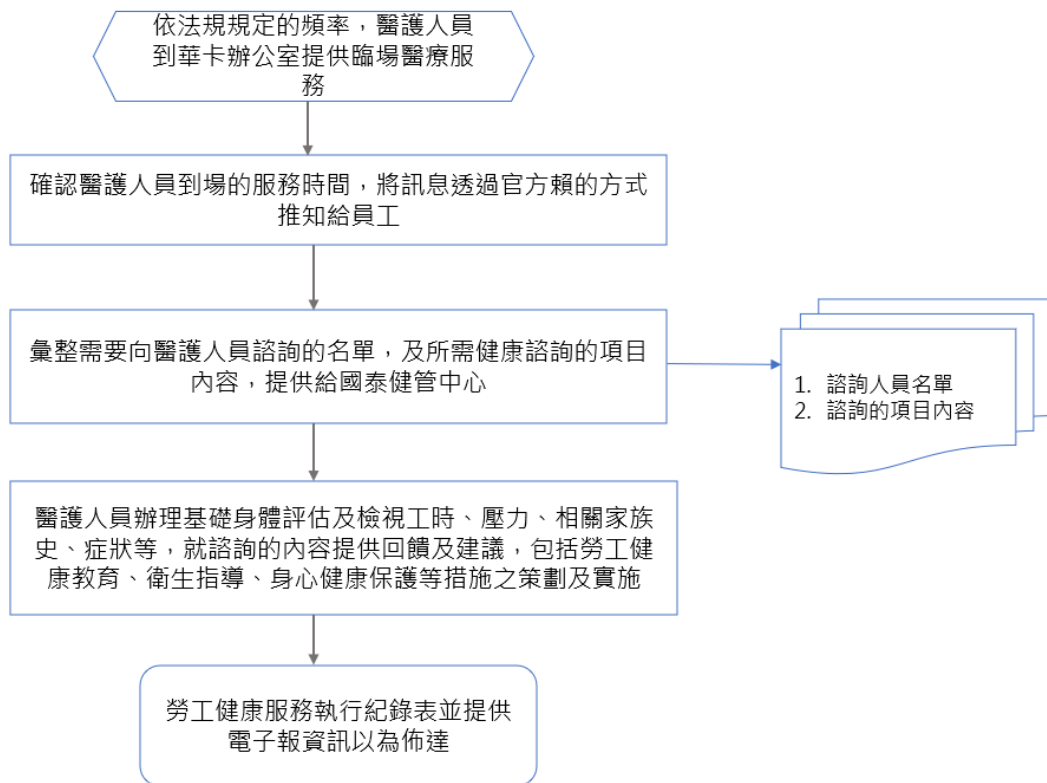 依法規規定的頻率，醫護人員
到華卡辦公室提供臨場醫療服
務
確認醫護人員到場的服務時間，將訊息透過官方賴的方式
推知給員工
彙整需要向醫護人員諮詢的名單，及所需健康諮詢的項目
內容，提供給國泰健管中心
1. 諮詢人員名單
2. 諮詢的項目內容
醫護人員辦理基礎身體評估及檢視工時、壓力、相關家族
史、症狀等，就諮詢的內容提供回饋及建議，包括勞工健
康教育、衛生指導、身心健康保護等措施之策劃及實施
勞工健康服務執行紀錄表並提供
電子報資訊以為佈達